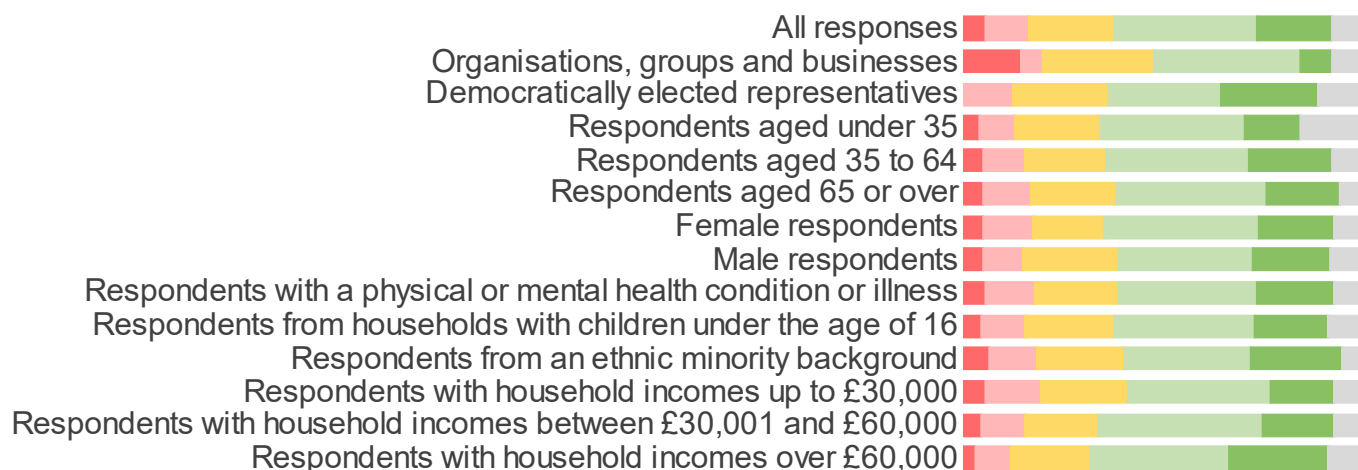 All responses
Organisations, groups and businesses
Democratically elected representatives
Respondents aged under 35
Respondents aged 35 to 64
Respondents aged 65 or over
Female respondents
Male respondents
Respondents with a physical or mental health condition or illness
Respondents from households with children under the age of 16
Respondents from an ethnic minority background
Respondents with household incomes up to £30,000
Respondents with household incomes between £30,001 and £60,000
Respondents with household incomes over £60,000